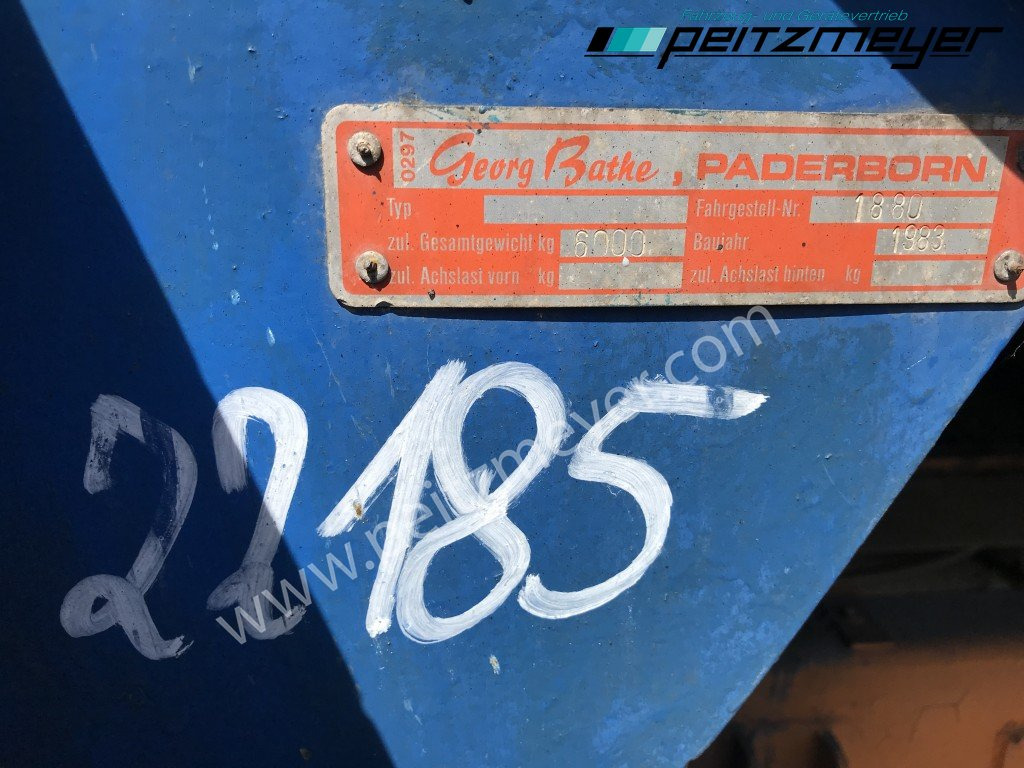 Fahrzeug- und Gerätevertrieb
peitzmeyer
0297
Georg Bathe, PADERBORN
Typ Fahrgestell-Nr. 1880
zul. Gesamtgewicht kg 6000 Baujahr 1983
zul. Achslast vorn kg zul. Achslast hinten kg
22185
www.peitzmeyer.com